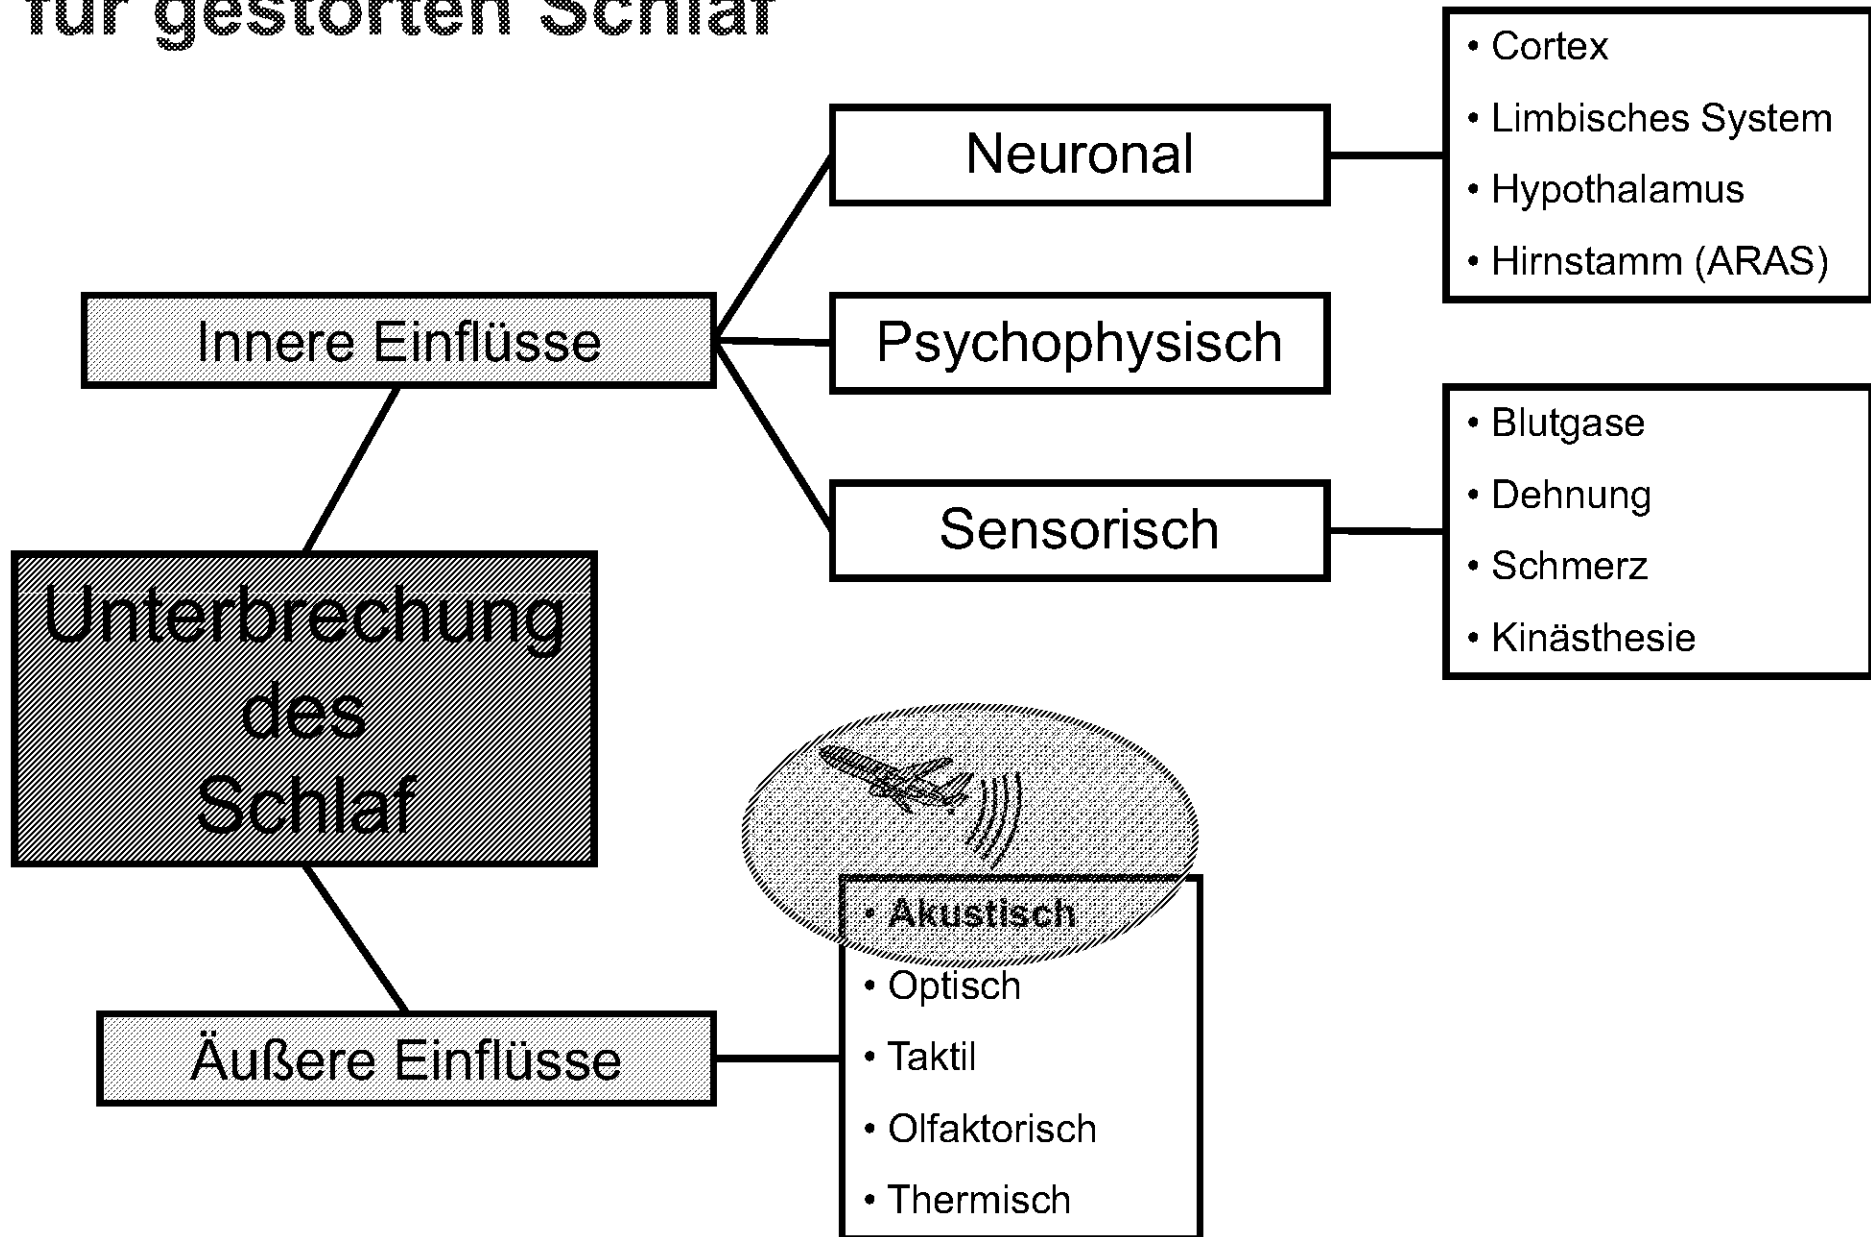 für gestörten Schlaf
• Cortex
• Limbisches System
• Hypothalamus
• Hirnstamm (ARAS)
Neuronal
Innere Einflüsse
Psychophysisch
• Blutgase
• Dehnung
• Schmerz
• Kinästhesie
Sensorisch
Unterbrechung
des
Schlaf
• Akustisch
• Optisch
• Taktil
• Olfaktorisch
• Thermisch
Äußere Einflüsse